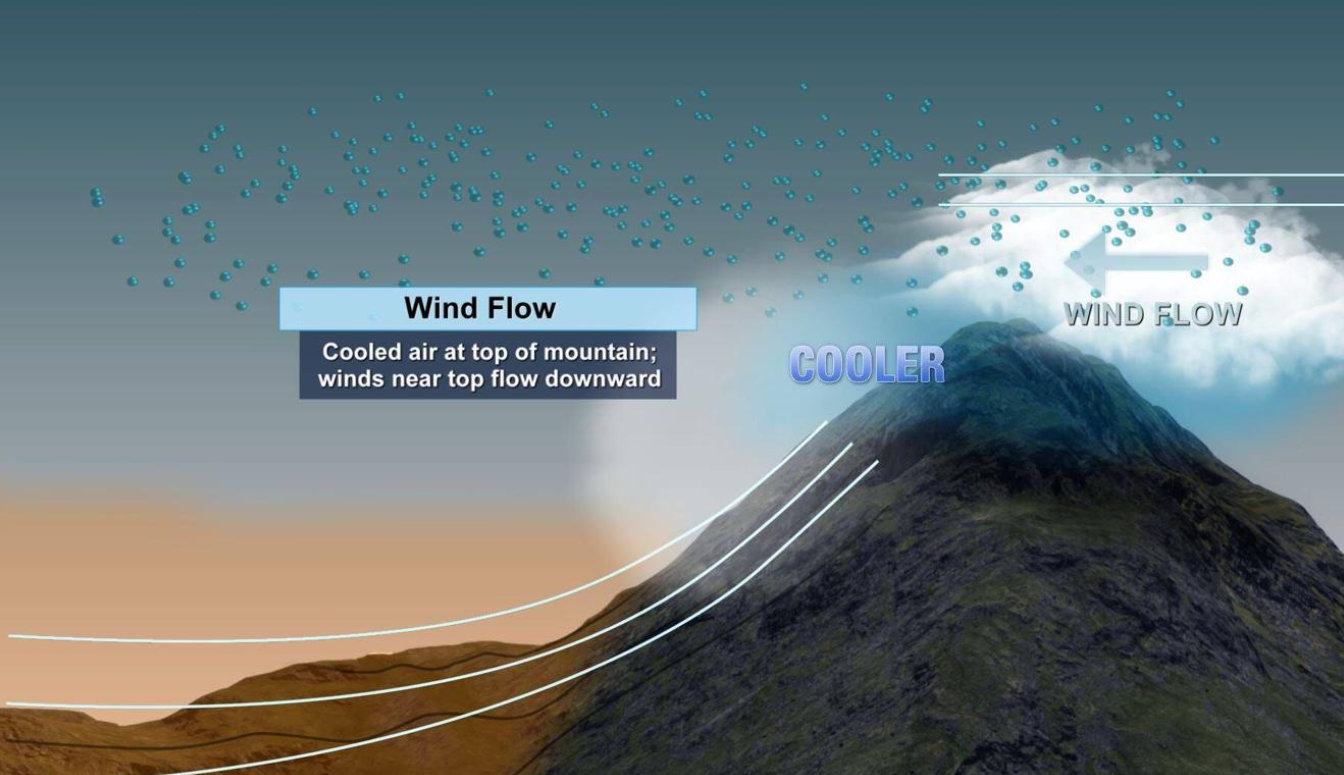 Wind Flow
Cooled air at top of mountain;
winds near top flow downward
COOLER
WIND FLOW